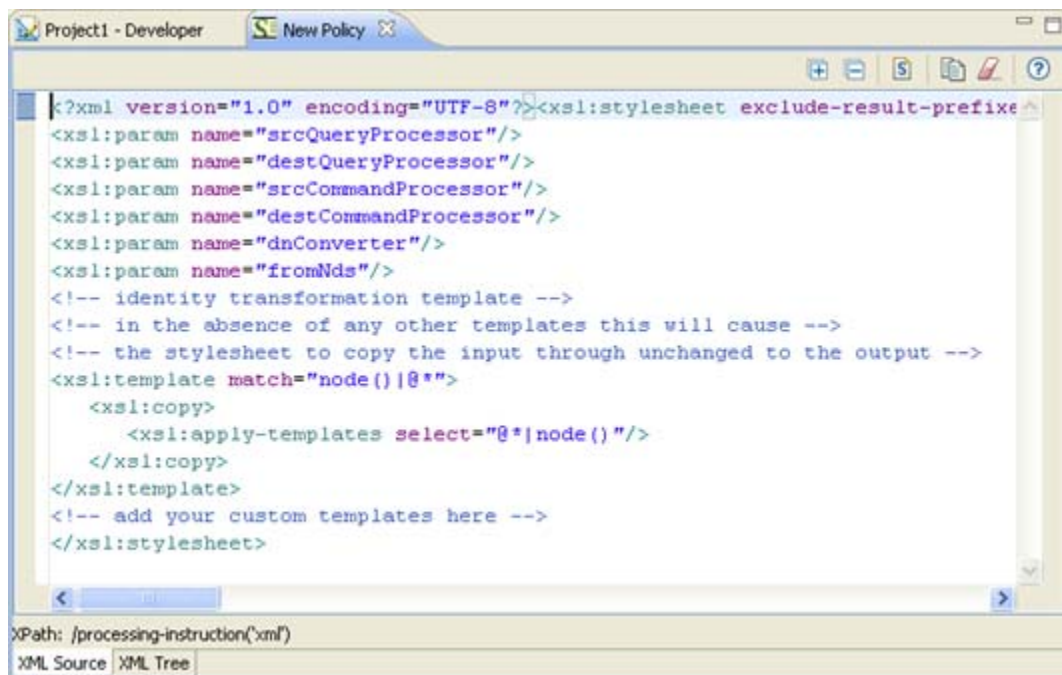 Project1 - Developer
New Policy
<?xml version="1.0" encoding="UTF-8"?><xsl:stylesheet exclude-result-prefixe
<xsl:param name="srcQueryProcessor"/>
<xsl:param name="destQueryProcessor"/>
<xsl:param name="srcCommandProcessor"/>
<xsl:param name="destCommandProcessor"/>
<xsl:param name="dnConverter"/>
<xsl:param name="fromNds"/>
<!-- identity transformation template -->
<!-- in the absence of any other templates this will cause -->
<!-- the stylesheet to copy the input through unchanged to the output -->
<xsl:template match="node()|@*">
<xsl:copy>
<xsl:apply-templates select="@*|node()"/>
</xsl:copy>
</xsl:template>
<!-- add your custom templates here -->
</xsl:stylesheet>
XPath: /processing-instruction('xml')
XML Source XML Tree